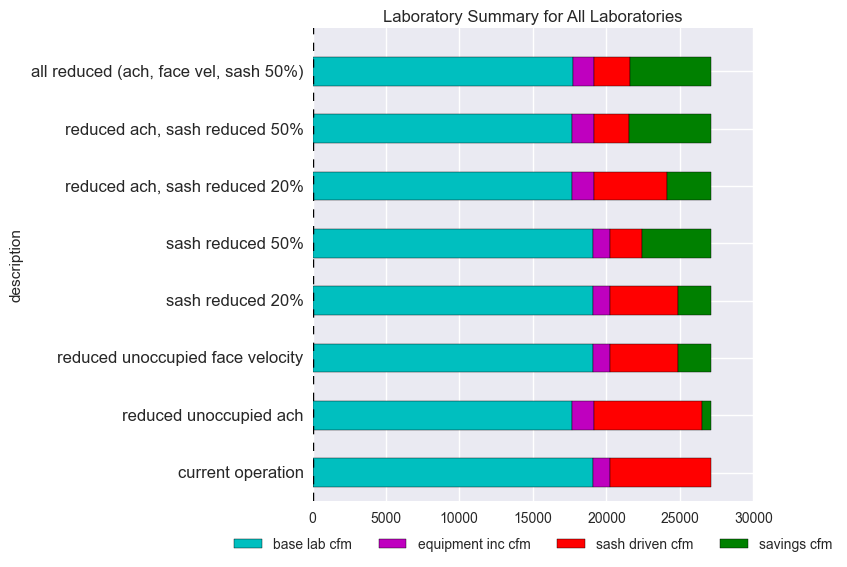 Laboratory Summary for All Laboratories
description
all reduced (ach, face vel, sash 50%)
reduced ach, sash reduced 50%
reduced ach, sash reduced 20%
sash reduced 50%
sash reduced 20%
reduced unoccupied face velocity
reduced unoccupied ach
current operation
0 5000 10000 15000 20000 25000 30000
base lab cfm equipment inc cfm sash driven cfm savings cfm